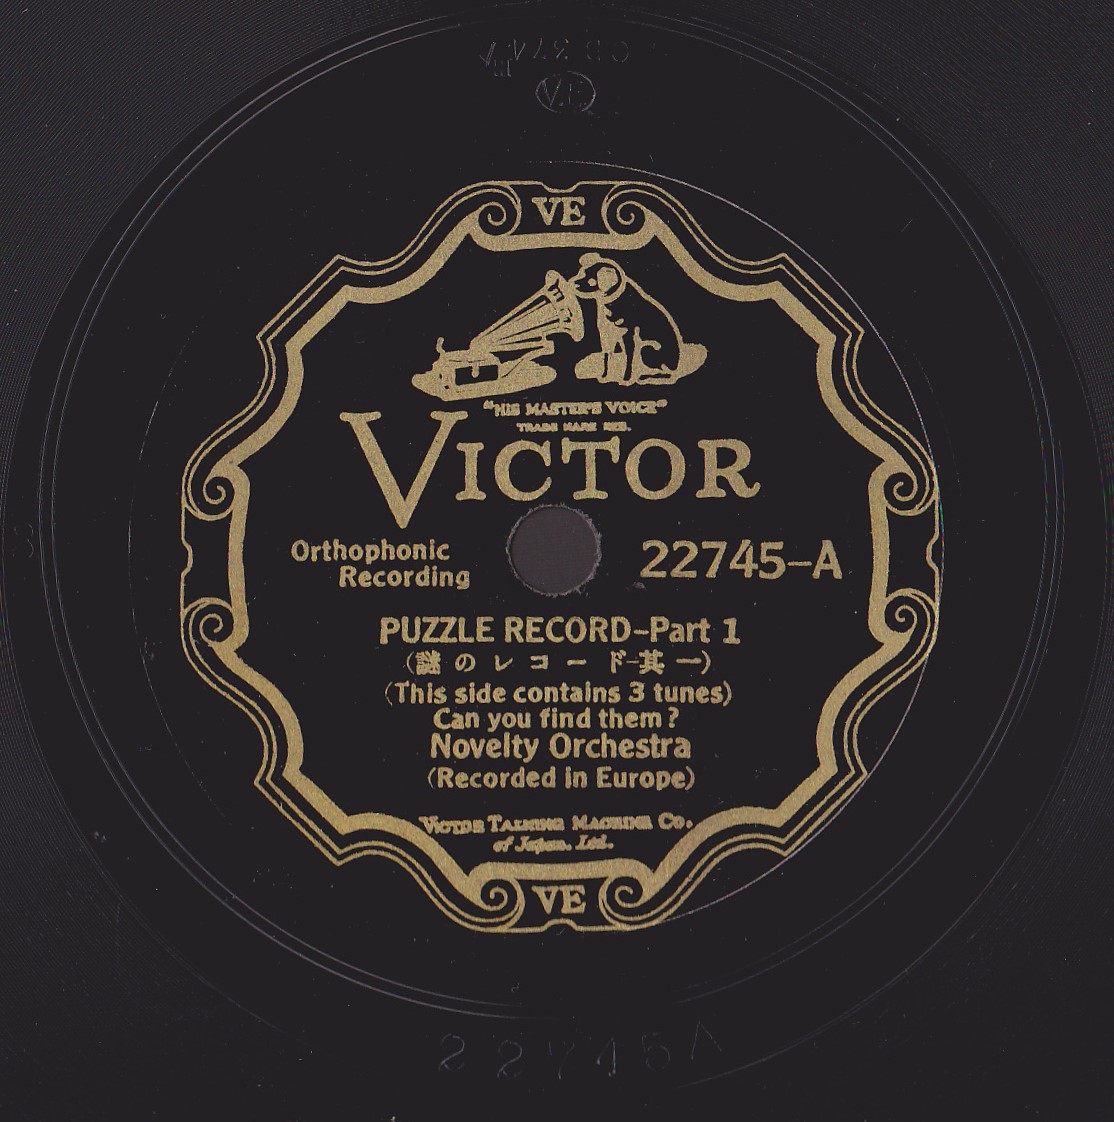 VE
VE
"HIS MASTER'S VOICE"
TRADE MARK REG.
VICTOR
Orthophonic
Recording
22745-A
PUZZLE RECORD-Part 1
(謎のレコード-其一)
(This side contains 3 tunes)
Can you find them?
Novelty Orchestra
(Recorded in Europe)
VICTOR TALKING MACHINE CO.
of Japan, Ltd.
VE
22745A